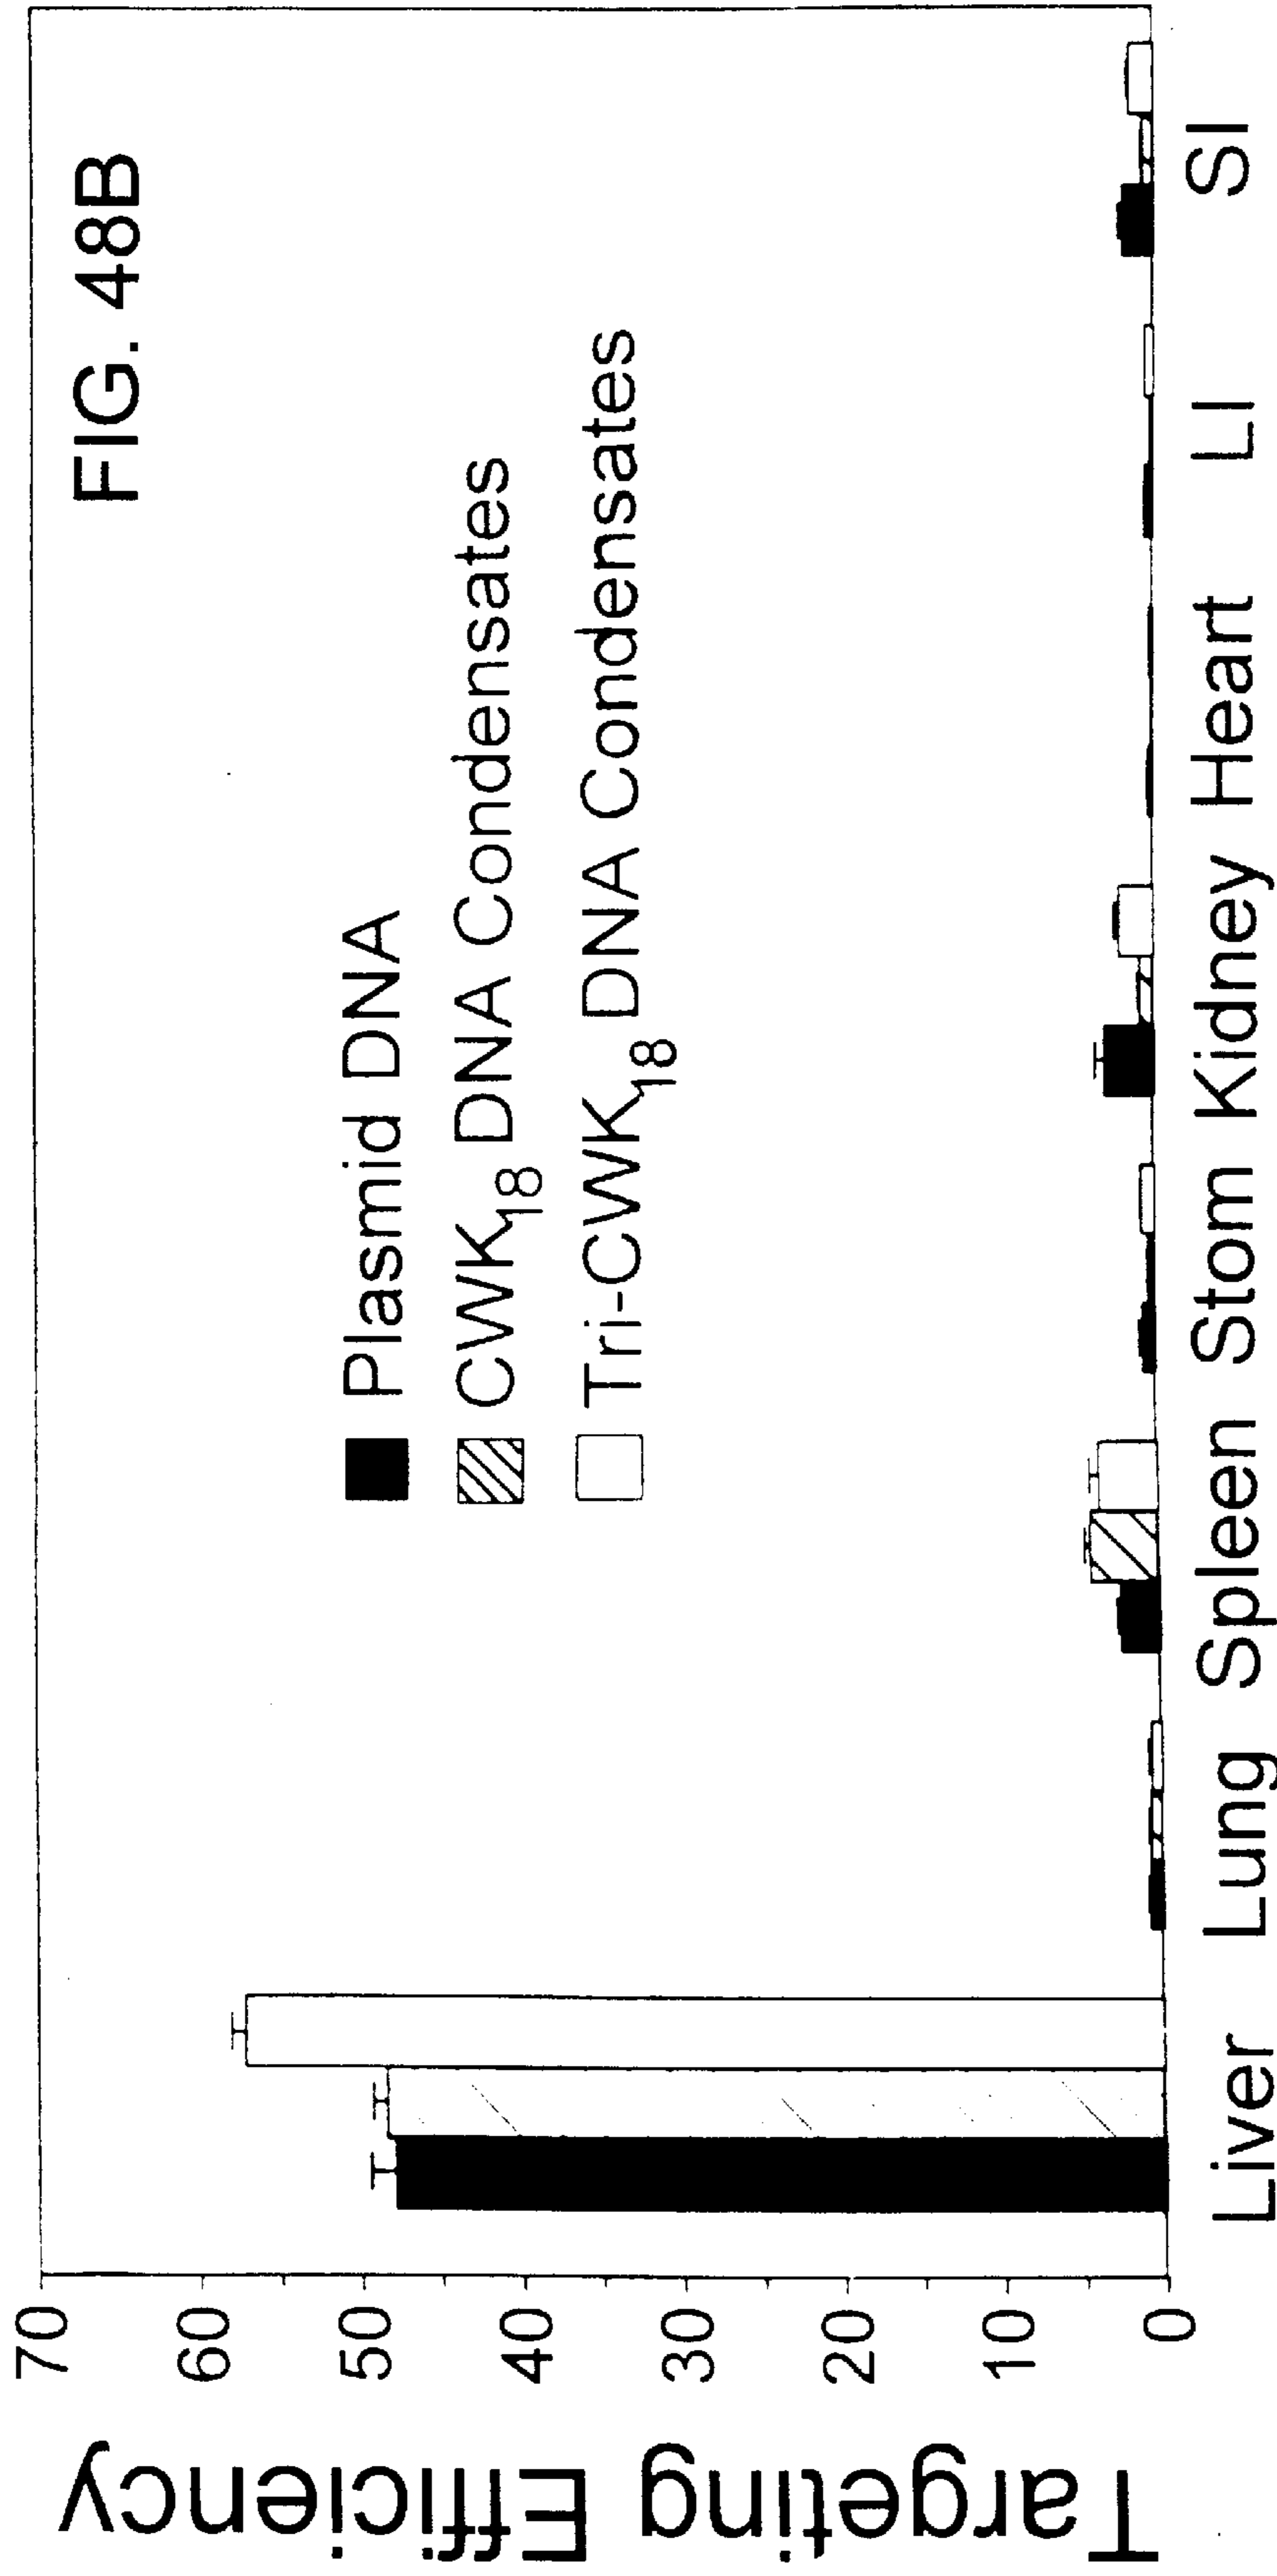 FIG. 48B
Plasmid DNA
CWK18 DNA Condensates
Tri-CWK18 DNA Condensates
Targeting Efficiency
70
60
50
40
30
20
10
0
Liver Lung Spleen Stom Kidney Heart LI SI